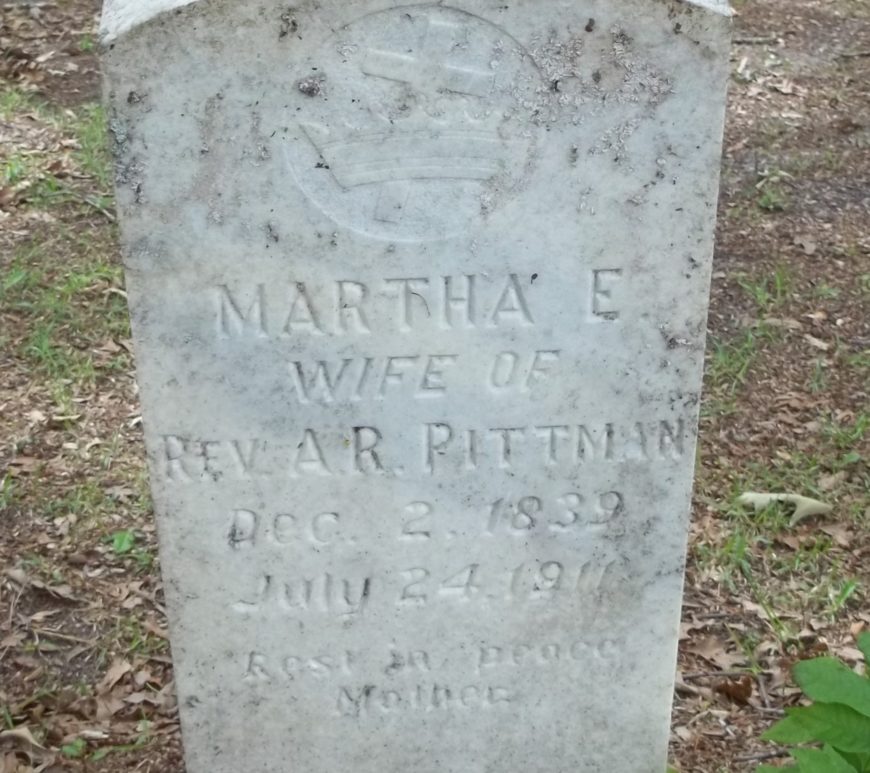 MARTHA E.
WIFE OF
REV. A. R. PITTMAN
Dec. 2, 1839
July 24, 1911
Rest in peace
Mother